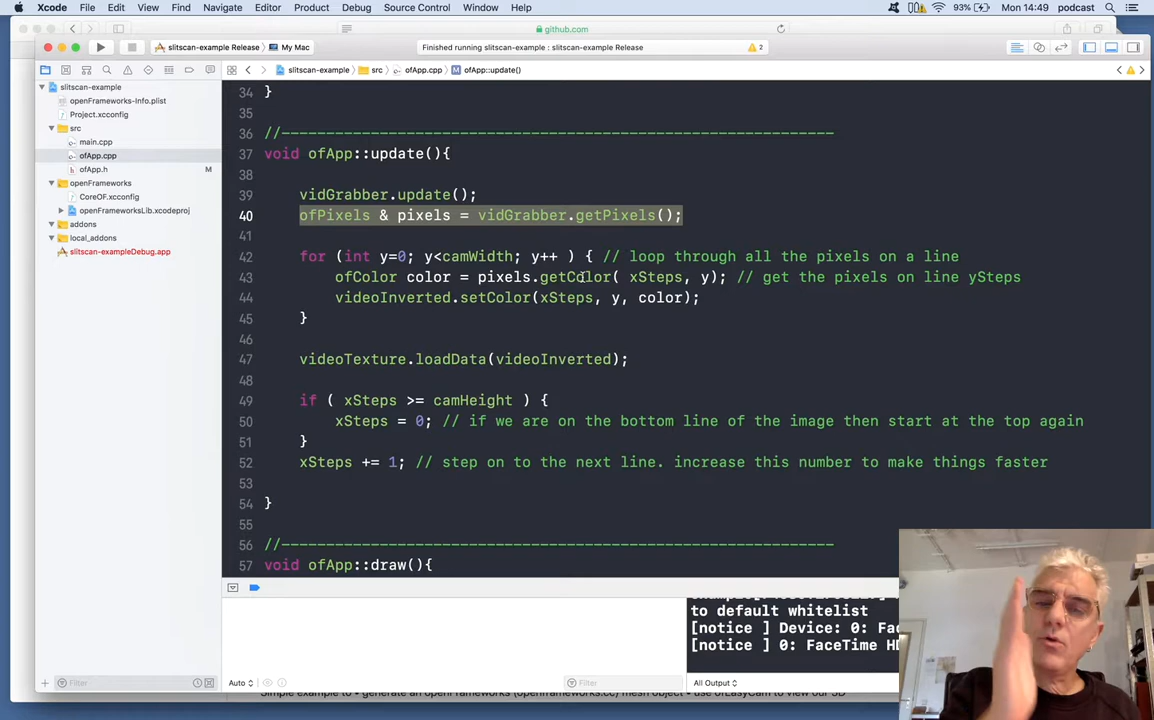 Xcode File Edit View Find Navigate Editor Product Debug Source Control Window Help 93% Mon 14:49 podcast
github.com
slitscan-example Release My Mac Finished running slitscan-example : slitscan-example Release 2
slitscan-example src ofApp.cpp M ofApp::update()
slitscan-example
openFrameworks-Info.plist
Project.xcconfig
src
main.cpp
ofApp.cpp
ofApp.h M
openFrameworks
CoreOF.xcconfig
openFrameworksLib.xcodeproj
addons
local_addons
slitscan-exampleDebug.app
34 }
35
36 //----------------------------------------------------------------
37 void ofApp::update(){
38
39 vidGrabber.update();
40 ofPixels & pixels = vidGrabber.getPixels();
41
42 for (int y=0; y<camWidth; y++ ) { // loop through all the pixels on a line
43 ofColor color = pixels.getColor( xSteps, y); // get the pixels on line ySteps
44 videoInverted.setColor(xSteps, y, color);
45 }
46
47 videoTexture.loadData(videoInverted);
48
49 if ( xSteps >= camHeight ) {
50 xSteps = 0; // if we are on the bottom line of the image then start at the top again
51 }
52 xSteps += 1; // step on to the next line. increase this number to make things faster
53
54 }
55
56 //----------------------------------------------------------------
57 void ofApp::draw(){
to default whitelist
[notice ] Device: 0: Fac
[notice ] 0: FaceTime HD
Filter Auto Filter All Output
Simple example to - generate an openFrameworks (openframeworks.cc) mesh object - use ofEasyCam to view our 3D